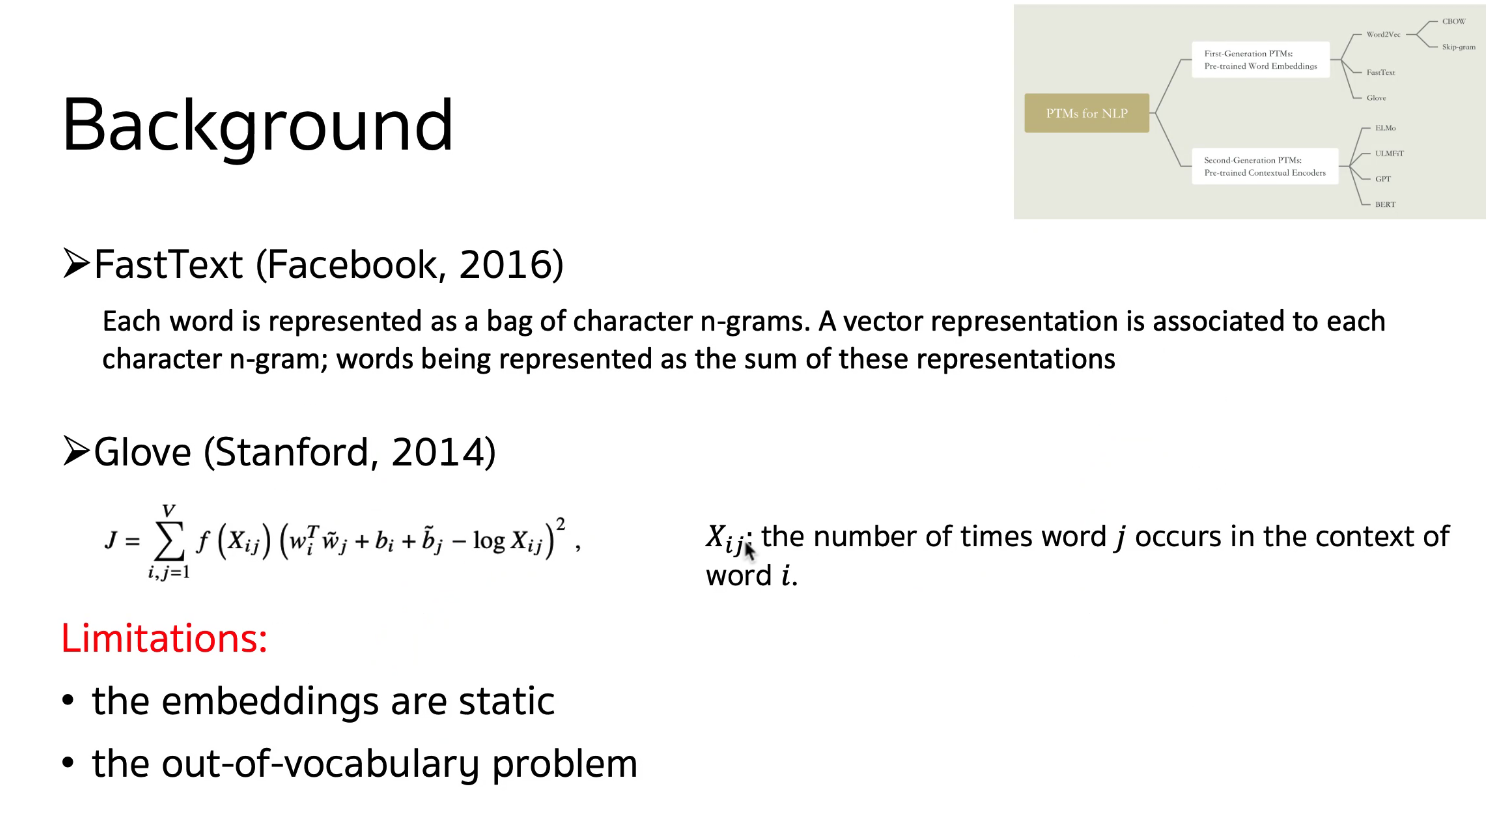 Background
PTMs for NLP
First-Generation PTMs:
Pre-trained Word Embeddings
Word2Vec
CBOW
Skip-gram
FastText
Glove
Second-Generation PTMs:
Pre-trained Contextual Encoders
ELMo
ULMFiT
GPT
BERT
➢FastText (Facebook, 2016)
Each word is represented as a bag of character n-grams. A vector representation is associated to each
character n-gram; words being represented as the sum of these representations
➢Glove (Stanford, 2014)
J = \sum_{i,j=1}^{V} f(X_{ij}) (w_i^T \tilde{w}_j + b_i + \tilde{b}_j − log X_{ij})^2 ,
X_{ij}: the number of times word j occurs in the context of
word i.
Limitations:
• the embeddings are static
• the out-of-vocabulary problem